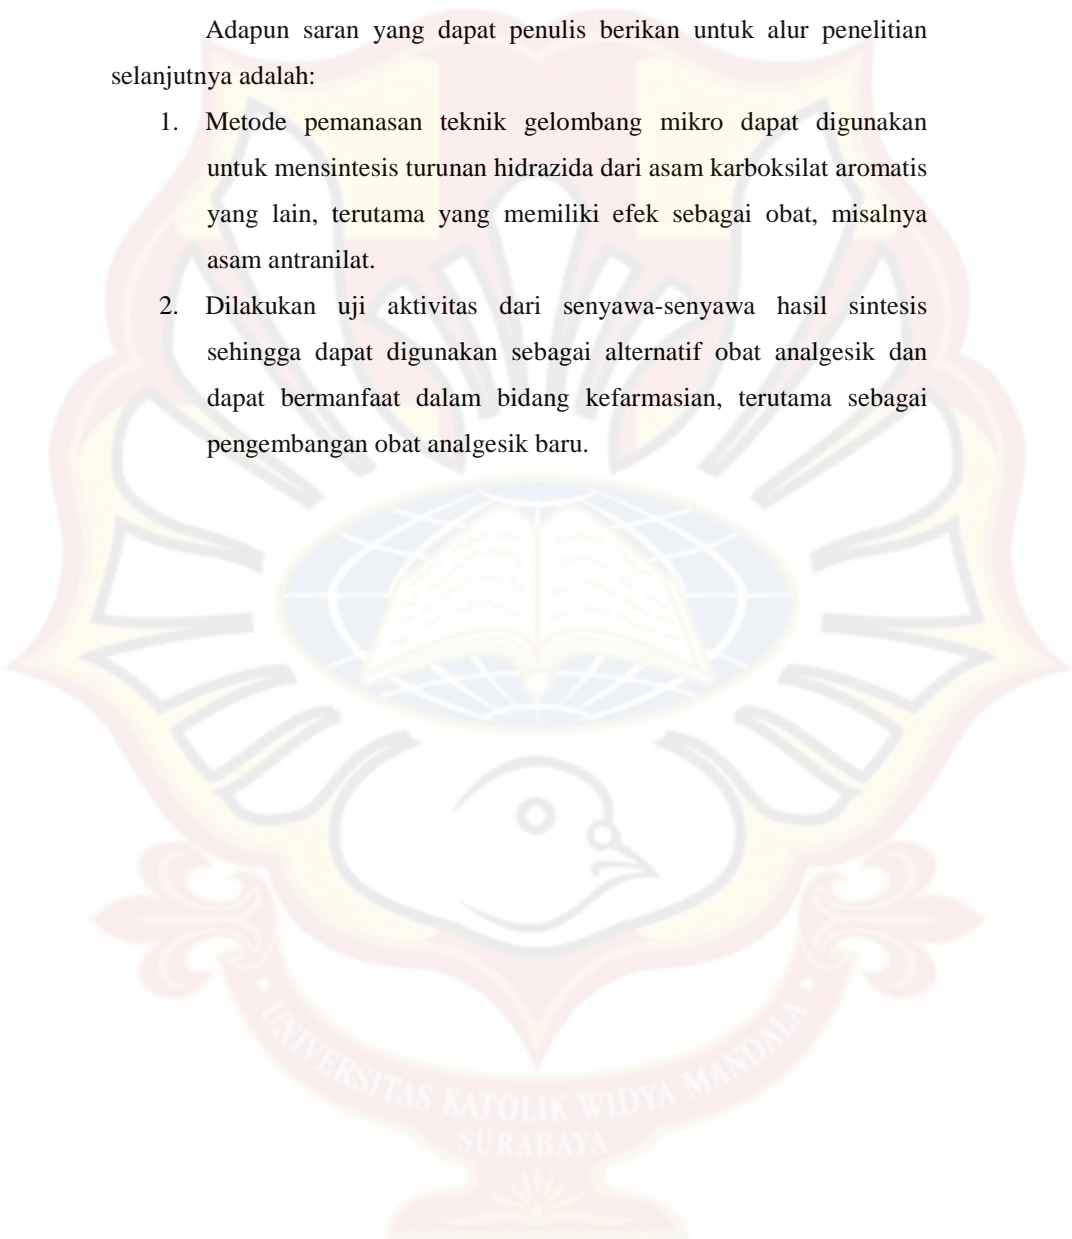 Adapun saran yang dapat penulis berikan untuk alur penelitian
selanjutnya adalah:
1. Metode pemanasan teknik gelombang mikro dapat digunakan
untuk mensintesis turunan hidrazida dari asam karboksilat aromatis
yang lain, terutama yang memiliki efek sebagai obat, misalnya
asam antranilat.
2. Dilakukan uji aktivitas dari senyawa-senyawa hasil sintesis
sehingga dapat digunakan sebagai alternatif obat analgesik dan
dapat bermanfaat dalam bidang kefarmasian, terutama sebagai
pengembangan obat analgesik baru.
• UNIVERSITAS KATOLIK WIDYA MANDALA •
SURABAYA